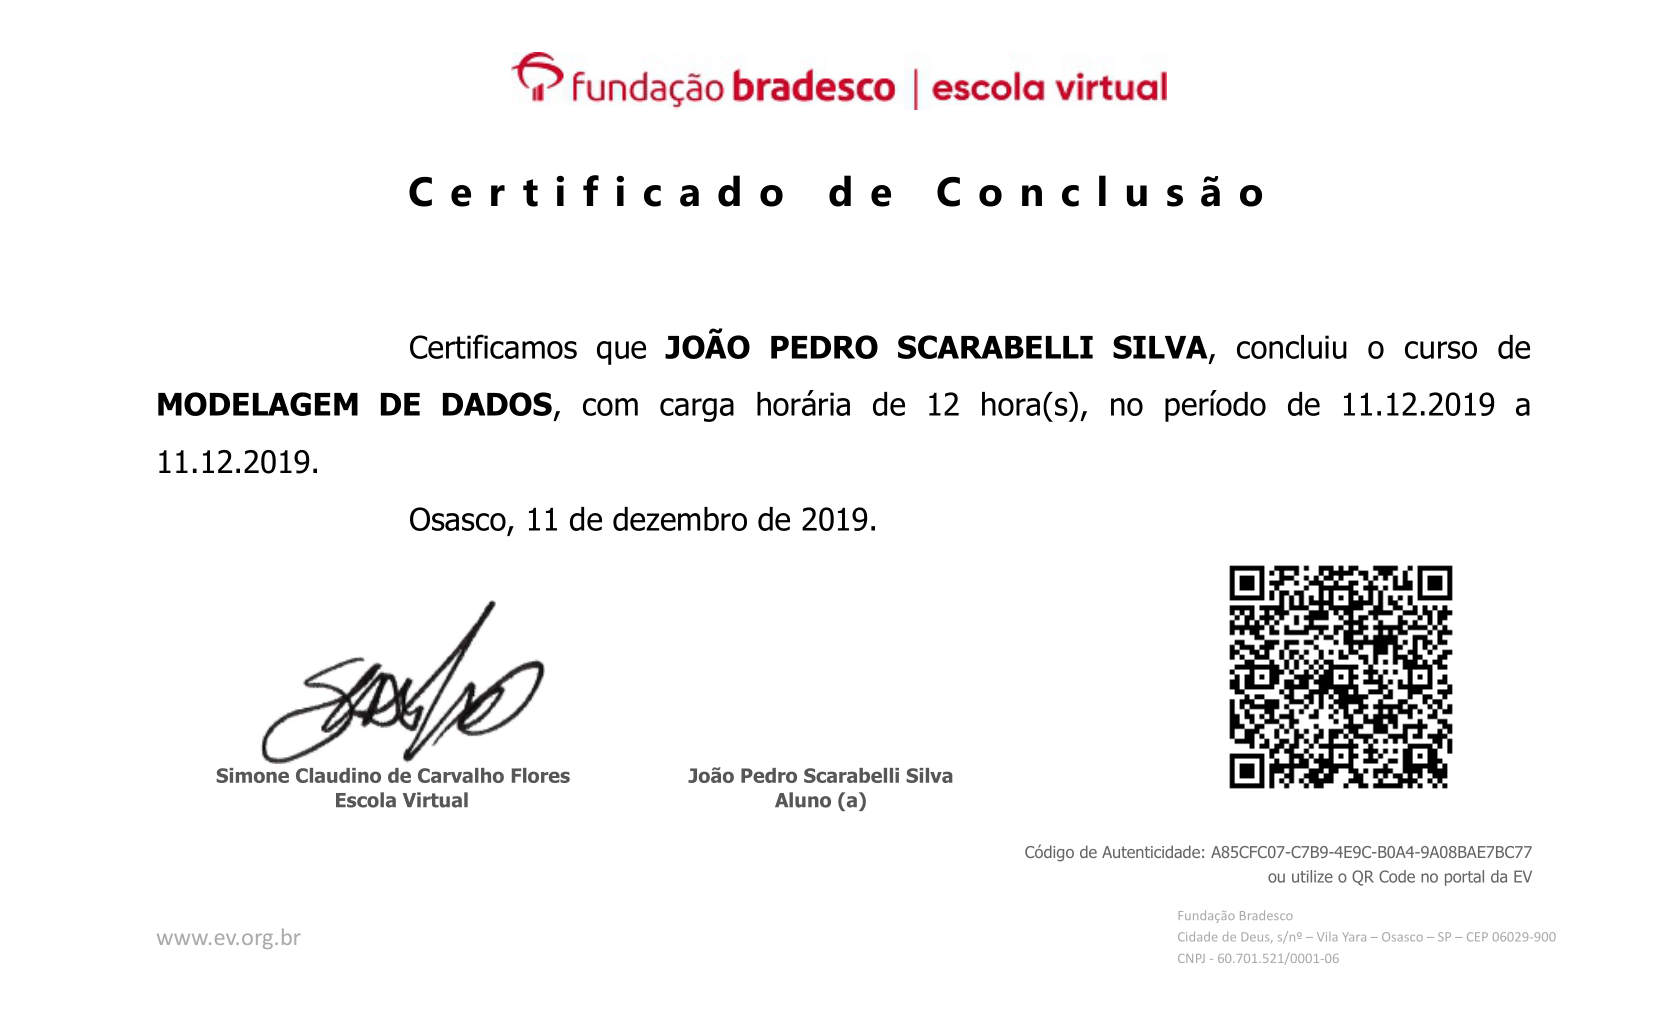 fundação bradesco | escola virtual
Certificado de Conclusão
Certificamos que JOÃO PEDRO SCARABELLI SILVA, concluiu o curso de
MODELAGEM DE DADOS, com carga horária de 12 hora(s), no período de 11.12.2019 a
11.12.2019.
Osasco, 11 de dezembro de 2019.
Simone Claudino de Carvalho Flores
Escola Virtual
João Pedro Scarabelli Silva
Aluno (a)
Código de Autenticidade: A85CFC07-C7B9-4E9C-B0A4-9A08BAE7BC77
ou utilize o QR Code no portal da EV
www.ev.org.br
Fundação Bradesco
Cidade de Deus, s/nº – Vila Yara – Osasco – SP – CEP 06029-900
CNPJ - 60.701.521/0001-06